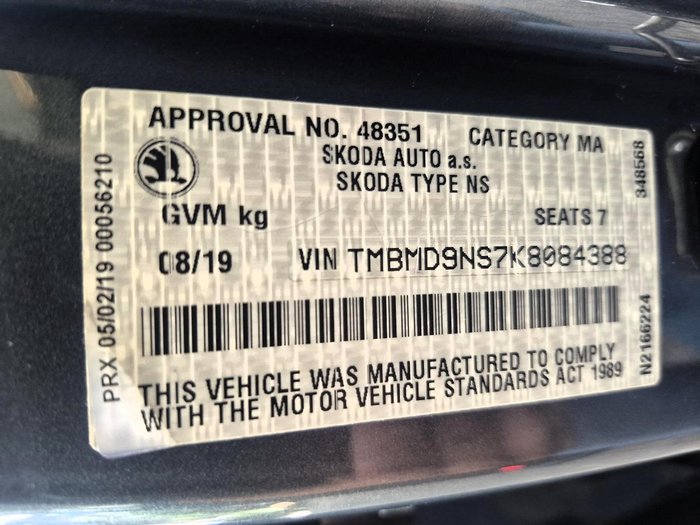 APPROVAL NO. 48351 CATEGORY MA
SKODA AUTO a.s.
SKODA TYPE NS
GVM kg SEATS 7
08/19 VIN TMBMD9NS7K8084388
THIS VEHICLE WAS MANUFACTURED TO COMPLY
WITH THE MOTOR VEHICLE STANDARDS ACT 1989
PRX 05/02/19 00056210
348568
N2166224